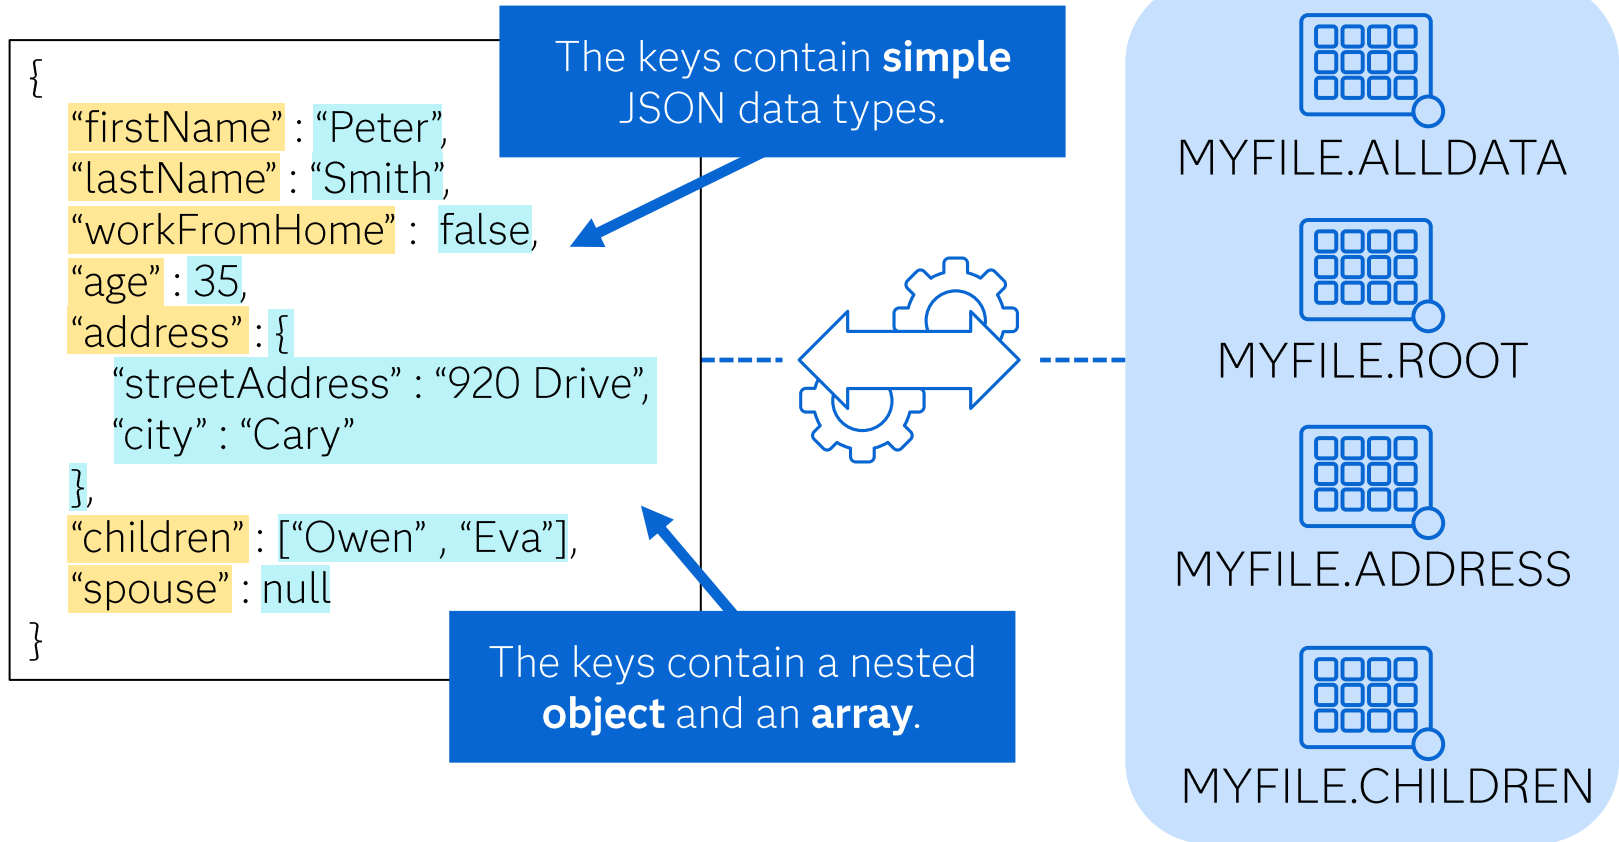 {
“firstName” : “Peter”,
“lastName” : “Smith”,
“workFromHome” : false,
“age” : 35,
“address” : {
“streetAddress” : “920 Drive”,
“city” : “Cary”
},
“children” : [“Owen” , “Eva”],
“spouse” : null
}
The keys contain simple
JSON data types.
The keys contain a nested
object and an array.
MYFILE.ALLDATA
MYFILE.ROOT
MYFILE.ADDRESS
MYFILE.CHILDREN